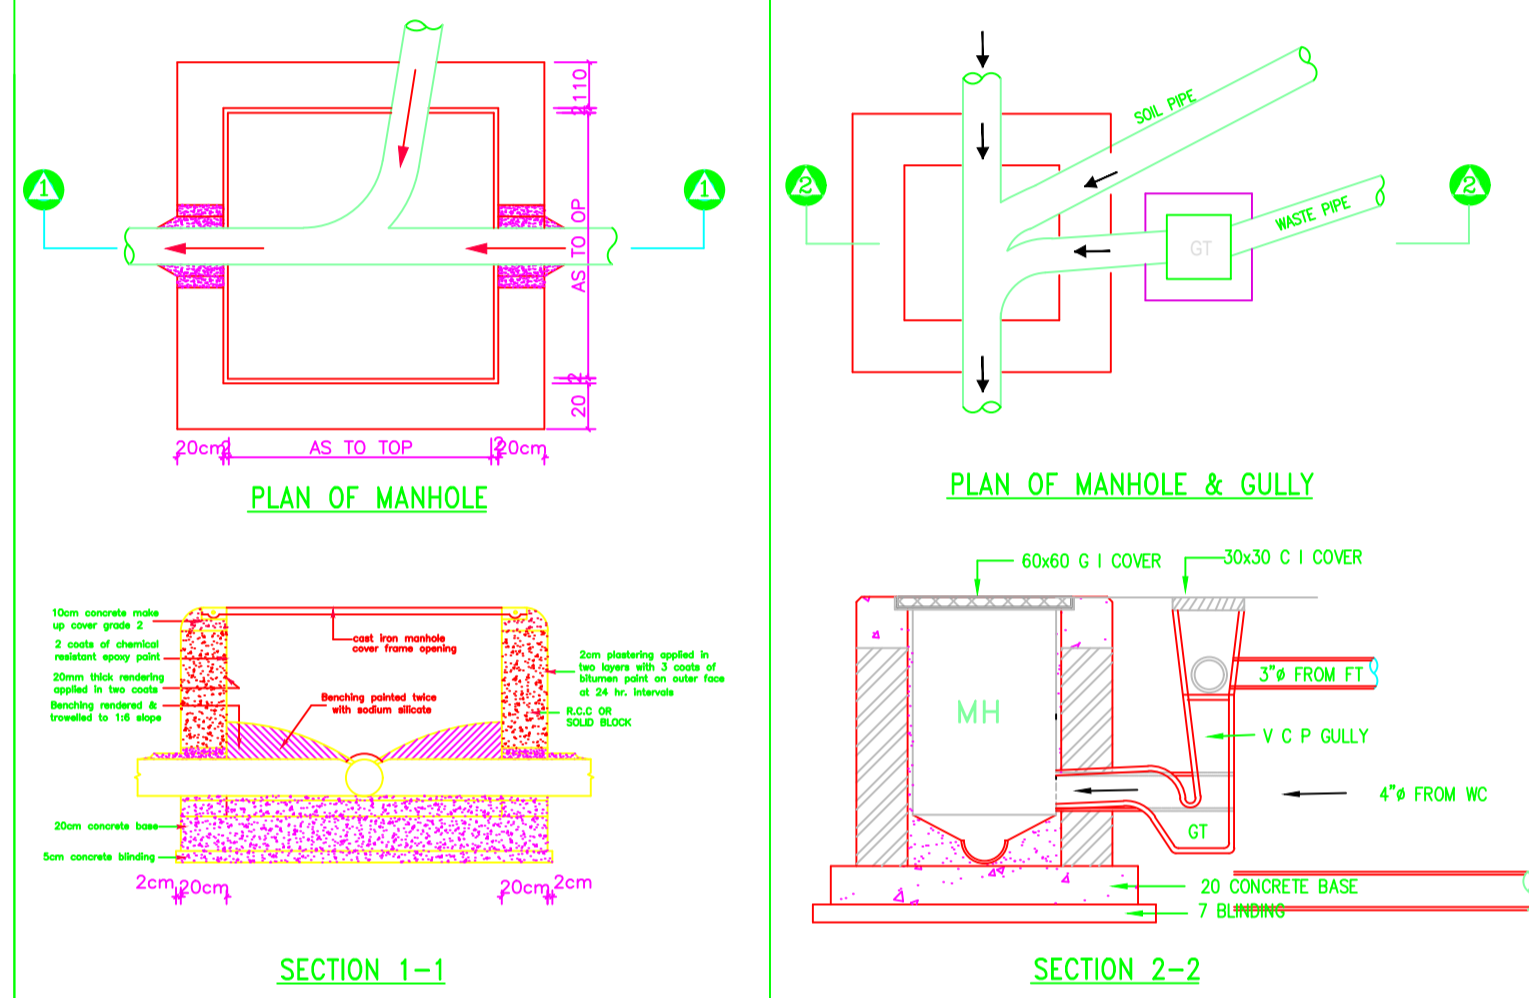 110
2
AS TO OP
2
20
1
1
20cm
2
AS TO TOP
2
20cm
PLAN OF MANHOLE
SOIL PIPE
WASTE PIPE
GT
2
2
PLAN OF MANHOLE & GULLY
10cm concrete make
up cover grade 2
2 coats of chemical
resistant epoxy paint
20mm thick rendering
applied in two coats
Benching rendered &
trowelled to 1:6 slope
cast iron manhole
cover frame opening
Benching painted twice
with sodium silicate
2cm plastering applied in
two layers with 3 coats of
bitumen paint on outer face
at 24 hr. intervals
R.C.C OR
SOLID BLOCK
20cm concrete base
5cm concrete blinding
2cm
20cm
20cm
2cm
SECTION 1-1
60x60 G I COVER
30x30 C I COVER
MH
3"ø FROM FT
V C P GULLY
4"ø FROM WC
GT
20 CONCRETE BASE
7 BLINDING
SECTION 2-2